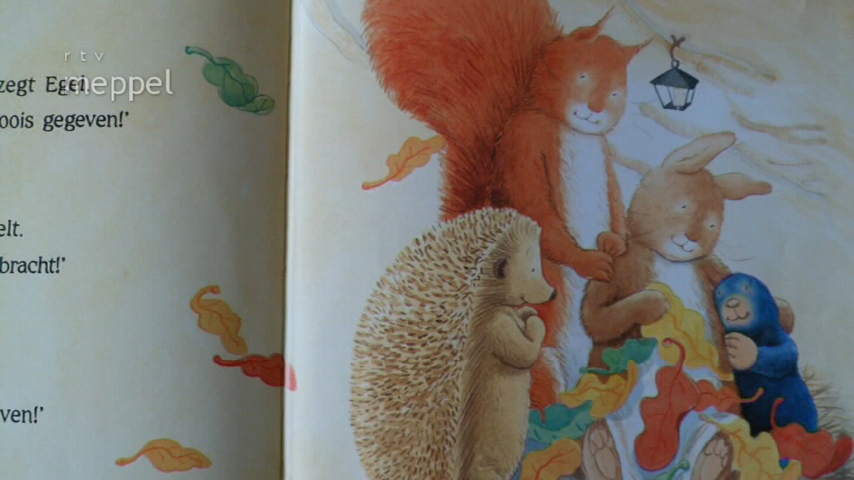 rtv
meppel
zegt Egel
oois gegeven!'
elt.
bracht!'
ven!'